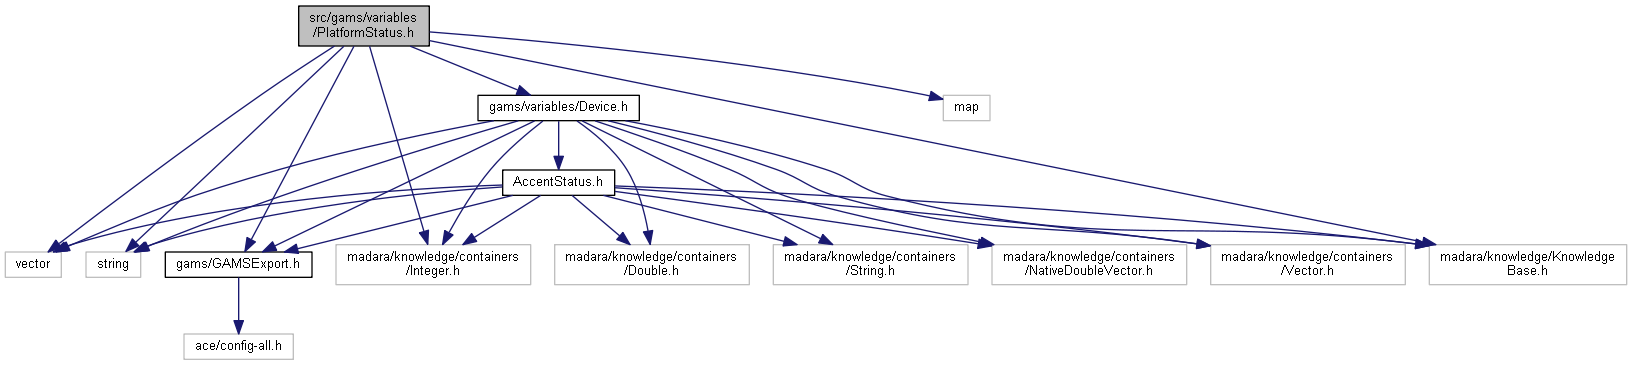 src/gams/variables
/PlatformStatus.h
gams/variables/Device.h
map
AccentStatus.h
vector
string
gams/GAMSExport.h
madara/knowledge/containers
/Integer.h
madara/knowledge/containers
/Double.h
madara/knowledge/containers
/String.h
madara/knowledge/containers
/NativeDoubleVector.h
madara/knowledge/containers
/Vector.h
madara/knowledge/Knowledge
Base.h
ace/config-all.h